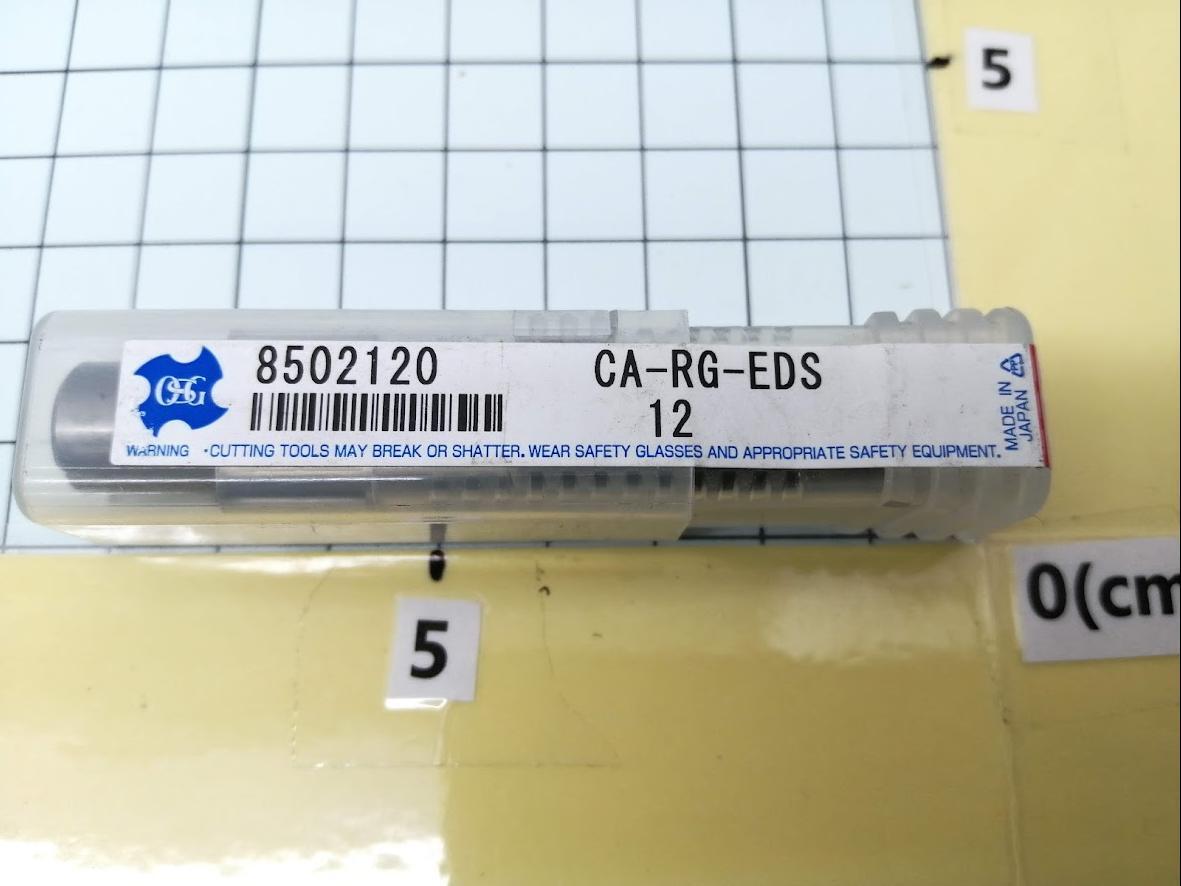 5
OSG
8502120
CA-RG-EDS
12
WARNING ・CUTTING TOOLS MAY BREAK OR SHATTER. WEAR SAFETY GLASSES AND APPROPRIATE SAFETY EQUIPMENT.
MADE IN
JAPAN
0(cm
5